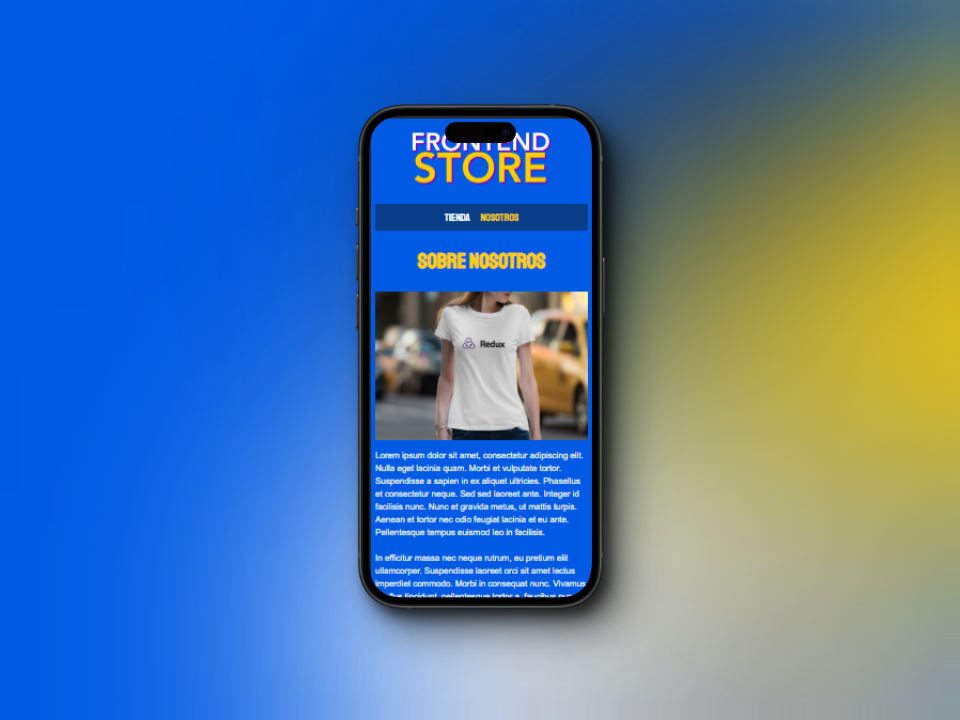 FRONTEND
STORE
TIENDA NOSOTROS
SOBRE NOSOTROS
Redux
Lorem ipsum dolor sit amet, consectetur adipiscing elit.
Nulla eget lacinia quam. Morbi et vulputate tortor.
Suspendisse a sapien in ex aliquet ultricies. Phasellus
et consectetur neque. Sed sed laoreet ante. Integer id
facilisis nunc. Nunc et gravida metus, ut mattis turpis.
Aenean et tortor nec odio feugiat lacinia et eu ante.
Pellentesque tempus euismod leo in facilisis.
In efficitur massa nec neque rutrum, eu pretium elit
ullamcorper. Suspendisse laoreet orci sit amet lectus
imperdiet commodo. Morbi in consequat nunc. Vivamus
tincidunt, pellentesque tortor a, faucibus